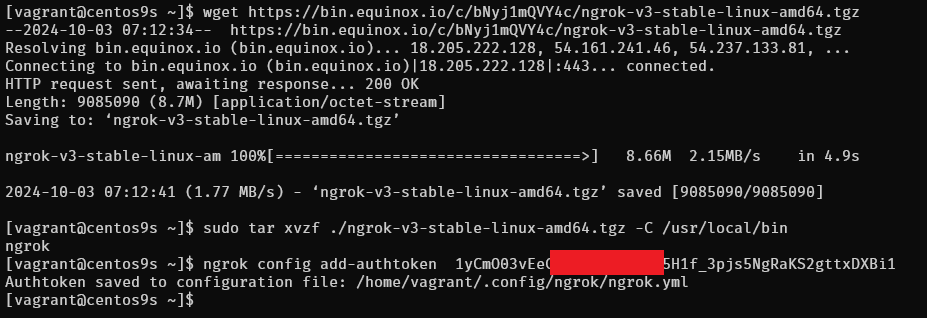 [vagrant@centos9s ~]$ wget https://bin.equinox.io/c/bNyj1mQVY4c/ngrok-v3-stable-linux-amd64.tgz
--2024-10-03 07:12:34--  https://bin.equinox.io/c/bNyj1mQVY4c/ngrok-v3-stable-linux-amd64.tgz
Resolving bin.equinox.io (bin.equinox.io)... 18.205.222.128, 54.161.241.46, 54.237.133.81, ...
Connecting to bin.equinox.io (bin.equinox.io)|18.205.222.128|:443... connected.
HTTP request sent, awaiting response... 200 OK
Length: 9085090 (8.7M) [application/octet-stream]
Saving to: ‘ngrok-v3-stable-linux-amd64.tgz’
ngrok-v3-stable-linux-am 100%[==================================>]   8.66M  2.15MB/s    in 4.9s
2024-10-03 07:12:41 (1.77 MB/s) - ‘ngrok-v3-stable-linux-amd64.tgz’ saved [9085090/9085090]
[vagrant@centos9s ~]$ sudo tar xvzf ./ngrok-v3-stable-linux-amd64.tgz -C /usr/local/bin
ngrok
[vagrant@centos9s ~]$ ngrok config add-authtoken  1yCmO03vEe 5H1f_3pjs5NgRaKS2gttxDXBi1
Authtoken saved to configuration file: /home/vagrant/.config/ngrok/ngrok.yml
[vagrant@centos9s ~]$